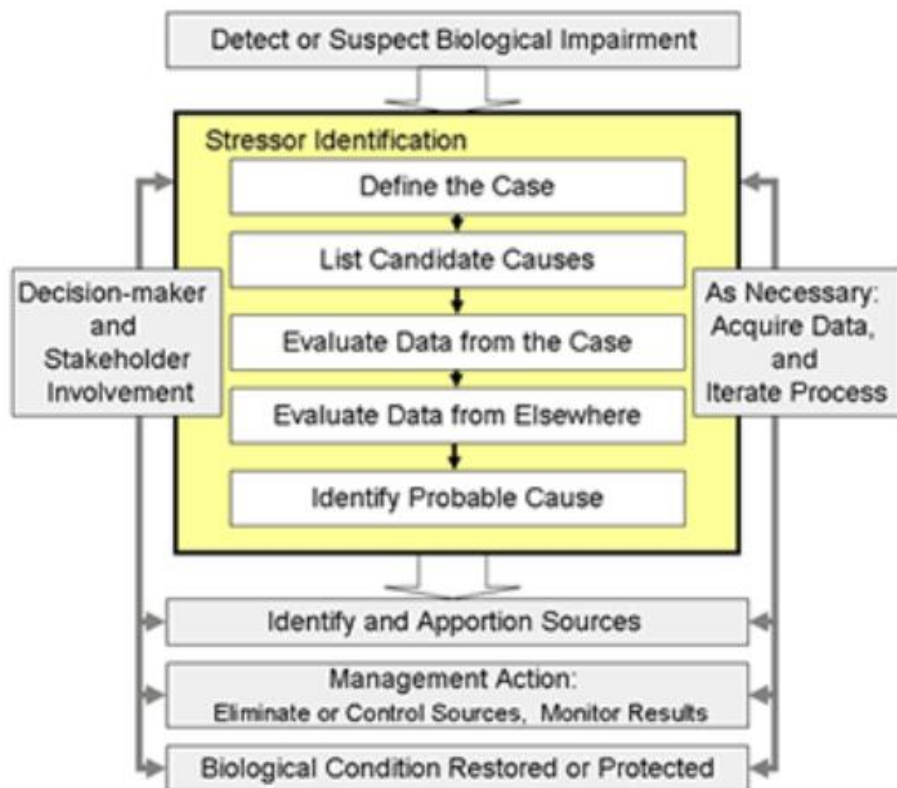 Detect or Suspect Biological Impairment
Stressor Identification
Define the Case
List Candidate Causes
Evaluate Data from the Case
Evaluate Data from Elsewhere
Identify Probable Cause
Decision-maker
and
Stakeholder
Involvement
As Necessary:
Acquire Data,
and
Iterate Process
Identify and Apportion Sources
Management Action:
Eliminate or Control Sources, Monitor Results
Biological Condition Restored or Protected